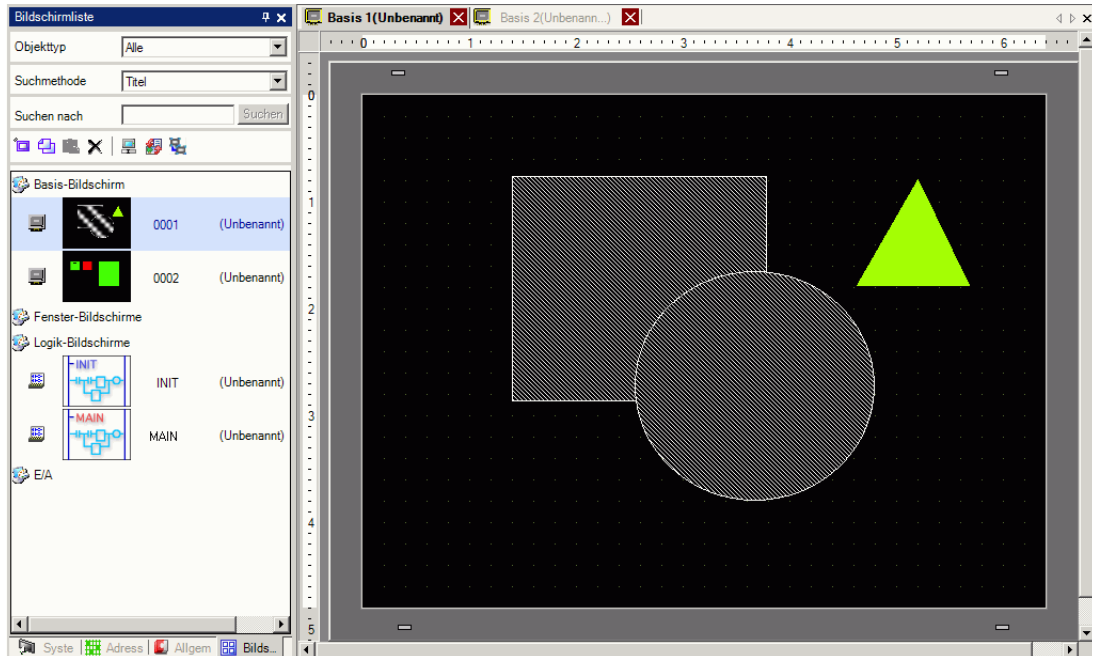 Bildschirmliste
Objekttyp Alle
Suchmethode Titel
Suchen nach Suchen
Basis-Bildschirm
0001 (Unbenannt)
0002 (Unbenannt)
Fenster-Bildschirme
Logik-Bildschirme
INIT INIT (Unbenannt)
MAIN MAIN (Unbenannt)
E/A
Syste Adress Allgem Bilds...
Basis 1(Unbenannt) Basis 2(Unbenann...)
0 1 2 3 4 5 6
0
1
2
3
4
5